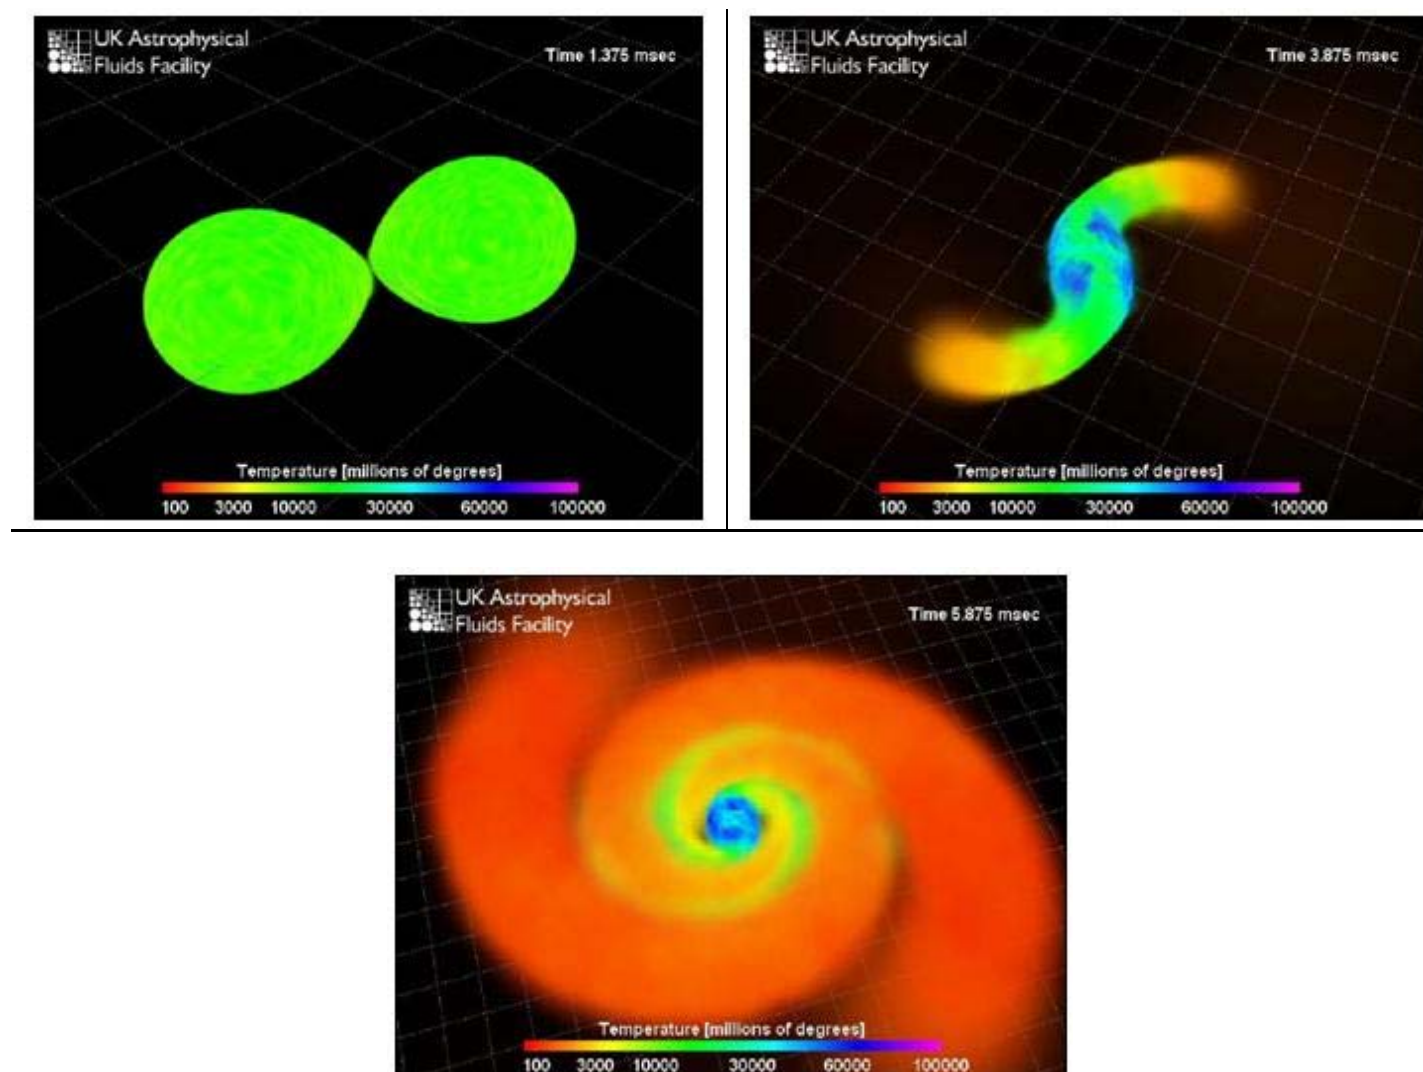 UK Astrophysical
Fluids Facility
Time 1.375 msec
Temperature [millions of degrees]
100 3000 10000 30000 60000 100000
UK Astrophysical
Fluids Facility
Time 3.875 msec
Temperature [millions of degrees]
100 3000 10000 30000 60000 100000
UK Astrophysical
Fluids Facility
Time 5.875 msec
Temperature [millions of degrees]
100 3000 10000 30000 60000 100000